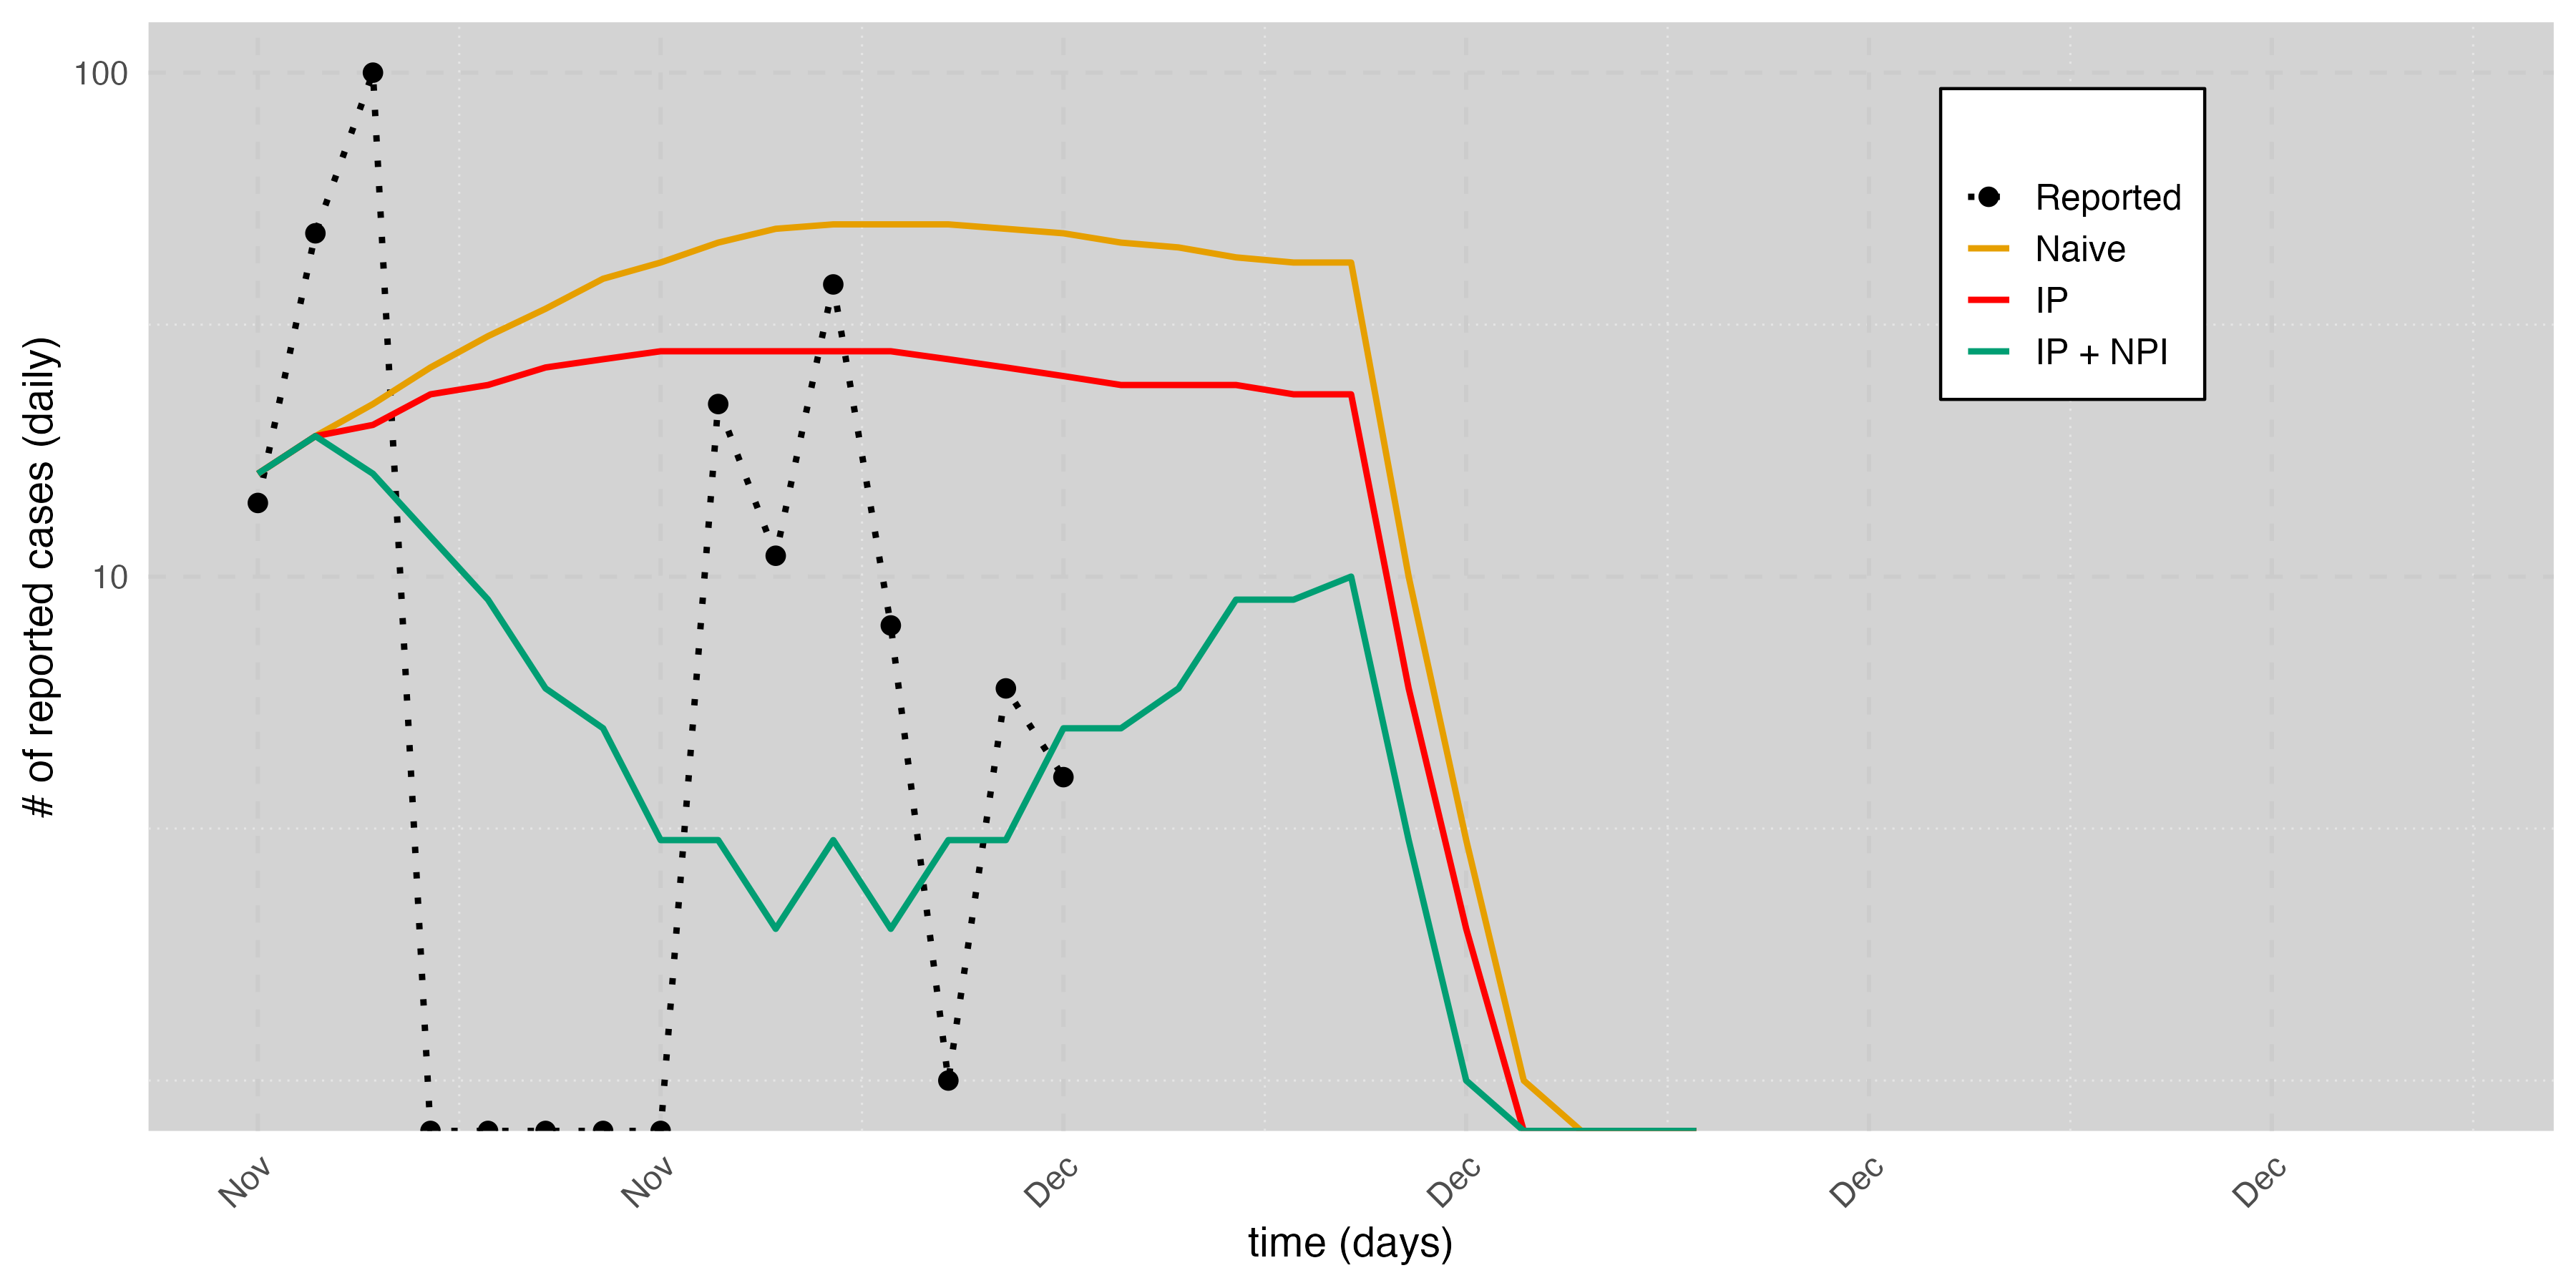 # of reported cases (daily)
100
10
Reported
Naive
IP
IP + NPI
Nov
Nov
Dec
Dec
Dec
Dec
time (days)